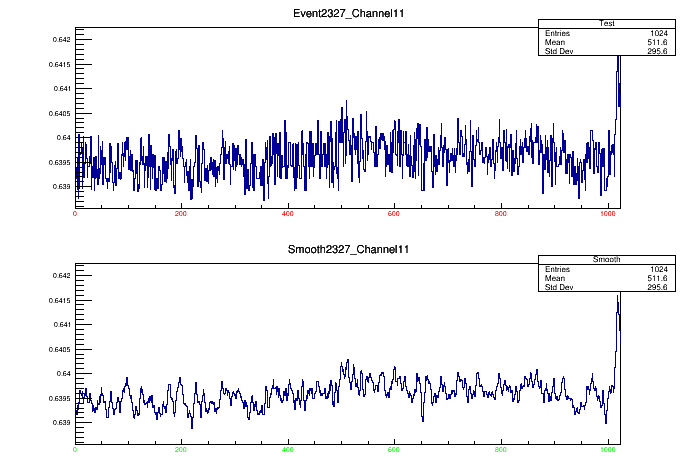 Event2327_Channel11
Test
Entries 1024
Mean 511.6
Std Dev 295.6
0.642
0.6415
0.641
0.6405
0.64
0.6395
0.639
0 200 400 600 800 1000
Smooth2327_Channel11
Smooth
Entries 1024
Mean 511.6
Std Dev 295.6
0.642
0.6415
0.641
0.6405
0.64
0.6395
0.639
0 200 400 600 800 1000